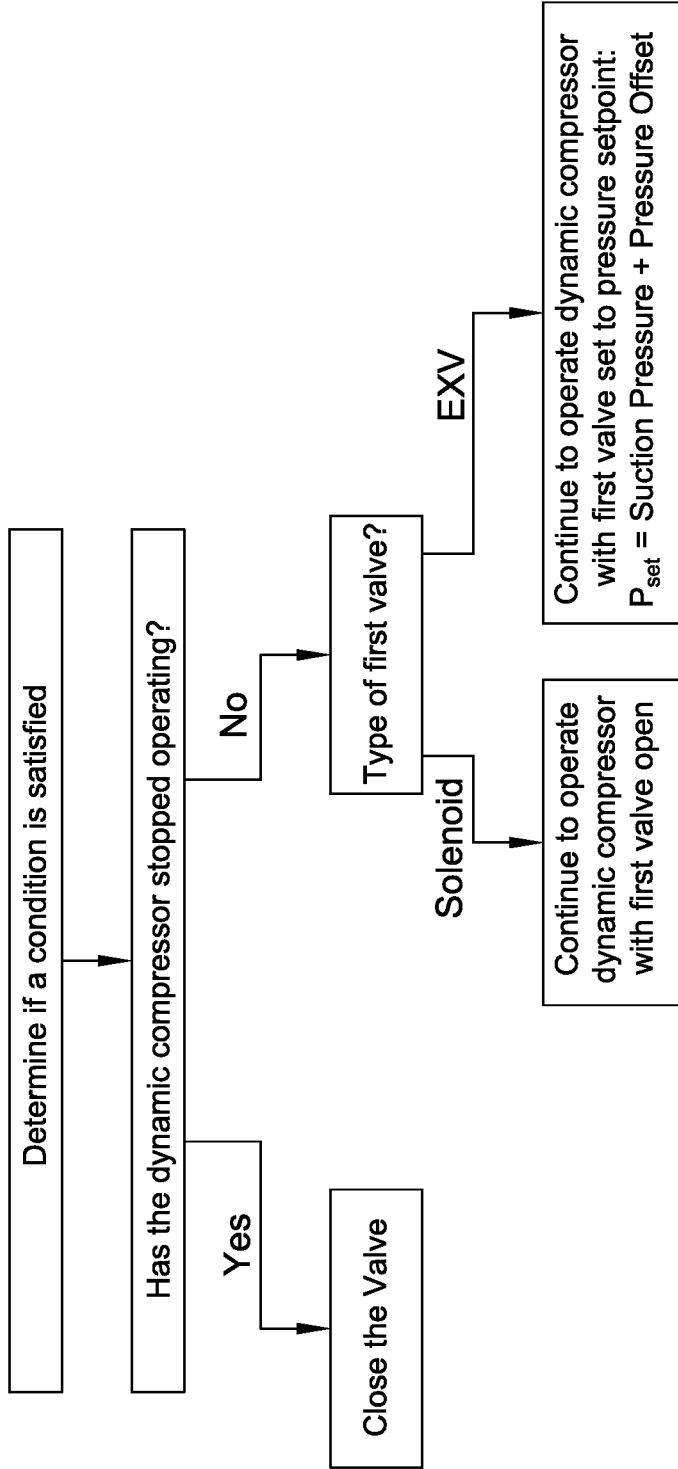 Determine if a condition is satisfied
Has the dynamic compressor stopped operating?
Yes
No
Close the Valve
Type of first valve?
Solenoid
EXV
Continue to operate
dynamic compressor
with first valve open
Continue to operate dynamic compressor
with first valve set to pressure setpoint:
Pset = Suction Pressure + Pressure Offset